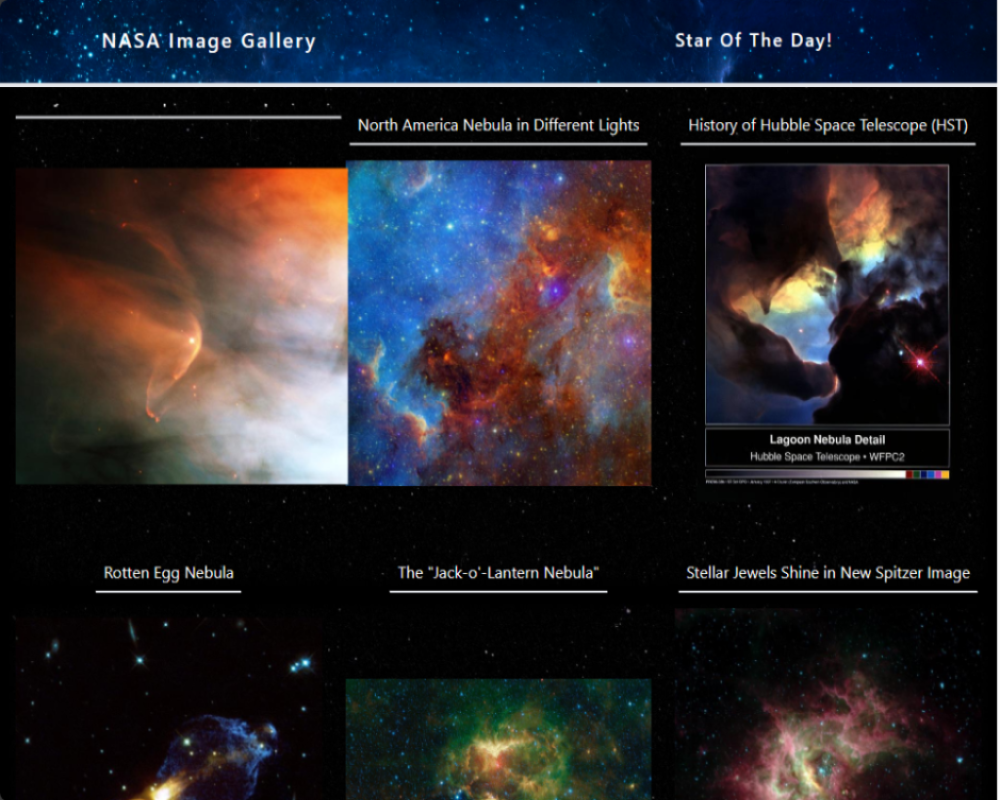 NASA Image Gallery
Star Of The Day!
North America Nebula in Different Lights
History of Hubble Space Telescope (HST)
Lagoon Nebula Detail
Hubble Space Telescope • WFPC2
Rotten Egg Nebula
The "Jack-o'-Lantern Nebula"
Stellar Jewels Shine in New Spitzer Image